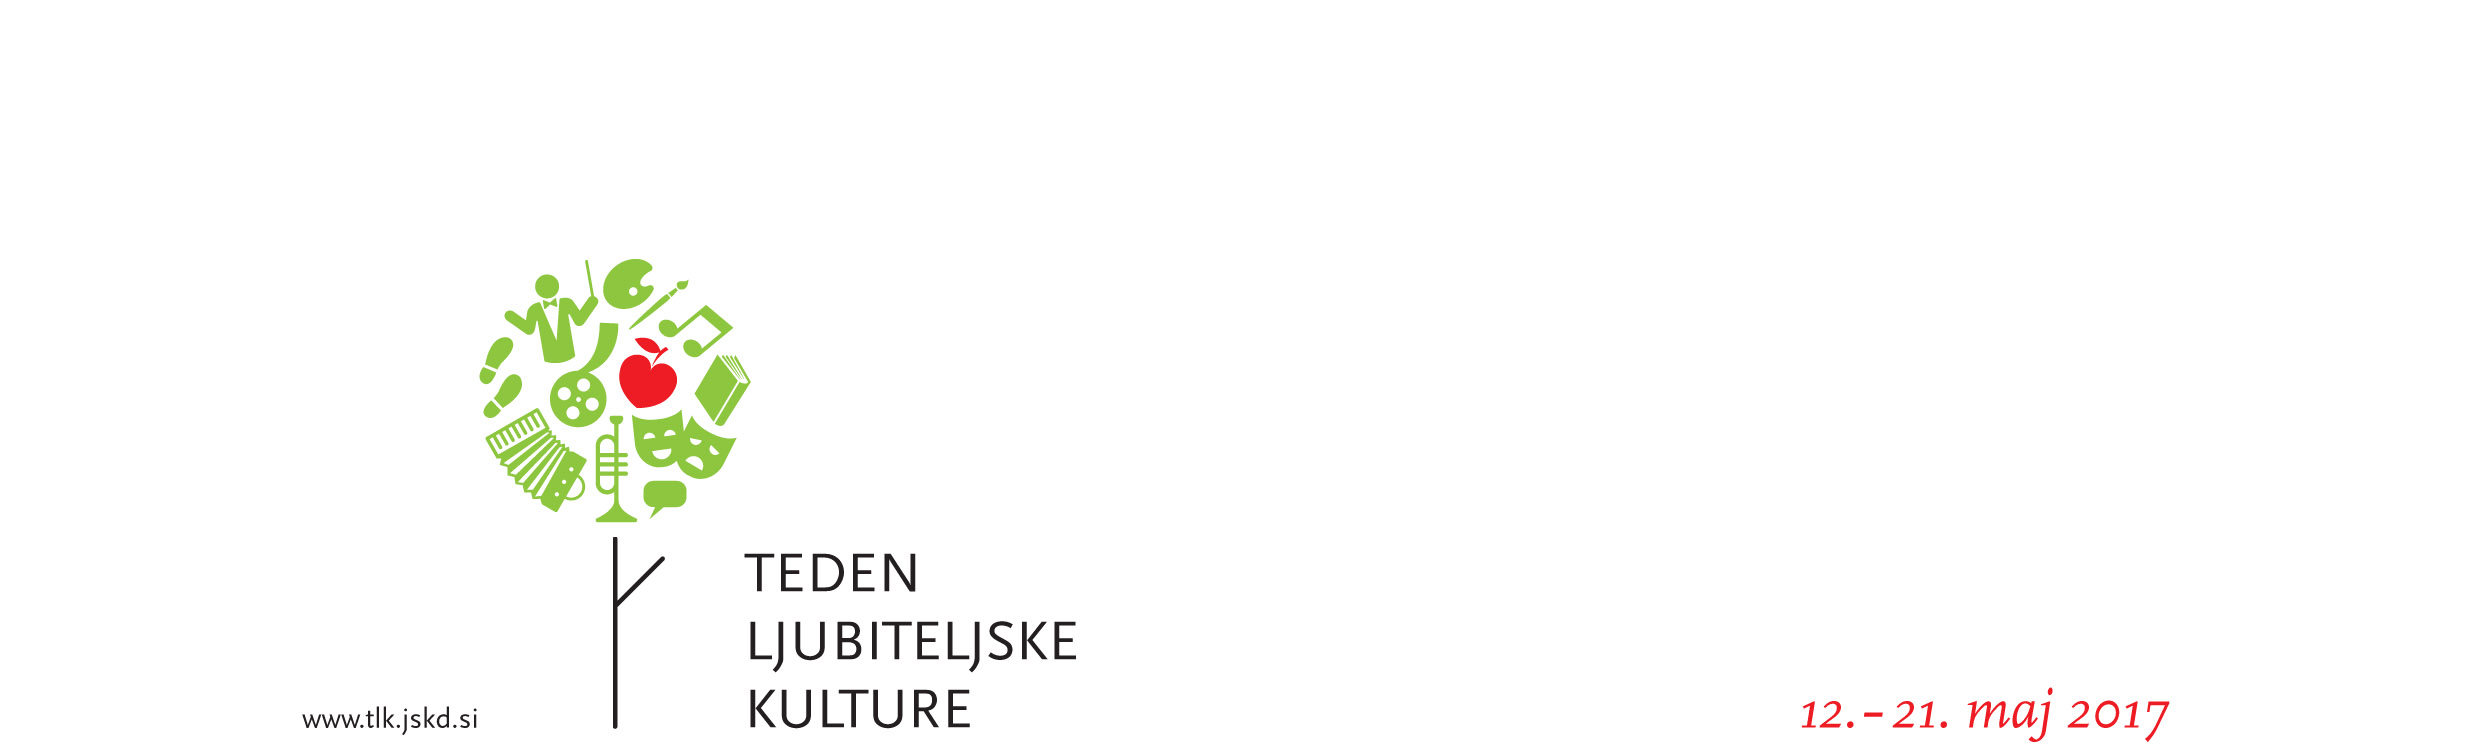 TEDEN
LJUBITELJSKE
KULTURE
www.tlk.jskd.si
12.-21. maj 2017